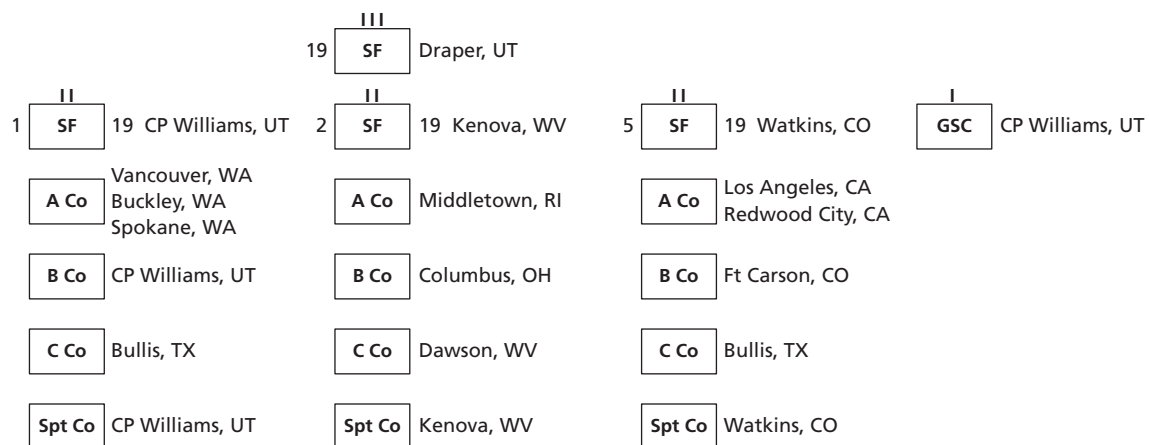 III
19 SF Draper, UT
II II II I
1 SF 19 CP Williams, UT 2 SF 19 Kenova, WV 5 SF 19 Watkins, CO GSC CP Williams, UT
A Co Vancouver, WA
Buckley, WA
Spokane, WA
A Co Middletown, RI
A Co Los Angeles, CA
Redwood City, CA
B Co CP Williams, UT B Co Columbus, OH B Co Ft Carson, CO
C Co Bullis, TX C Co Dawson, WV C Co Bullis, TX
Spt Co CP Williams, UT Spt Co Kenova, WV Spt Co Watkins, CO